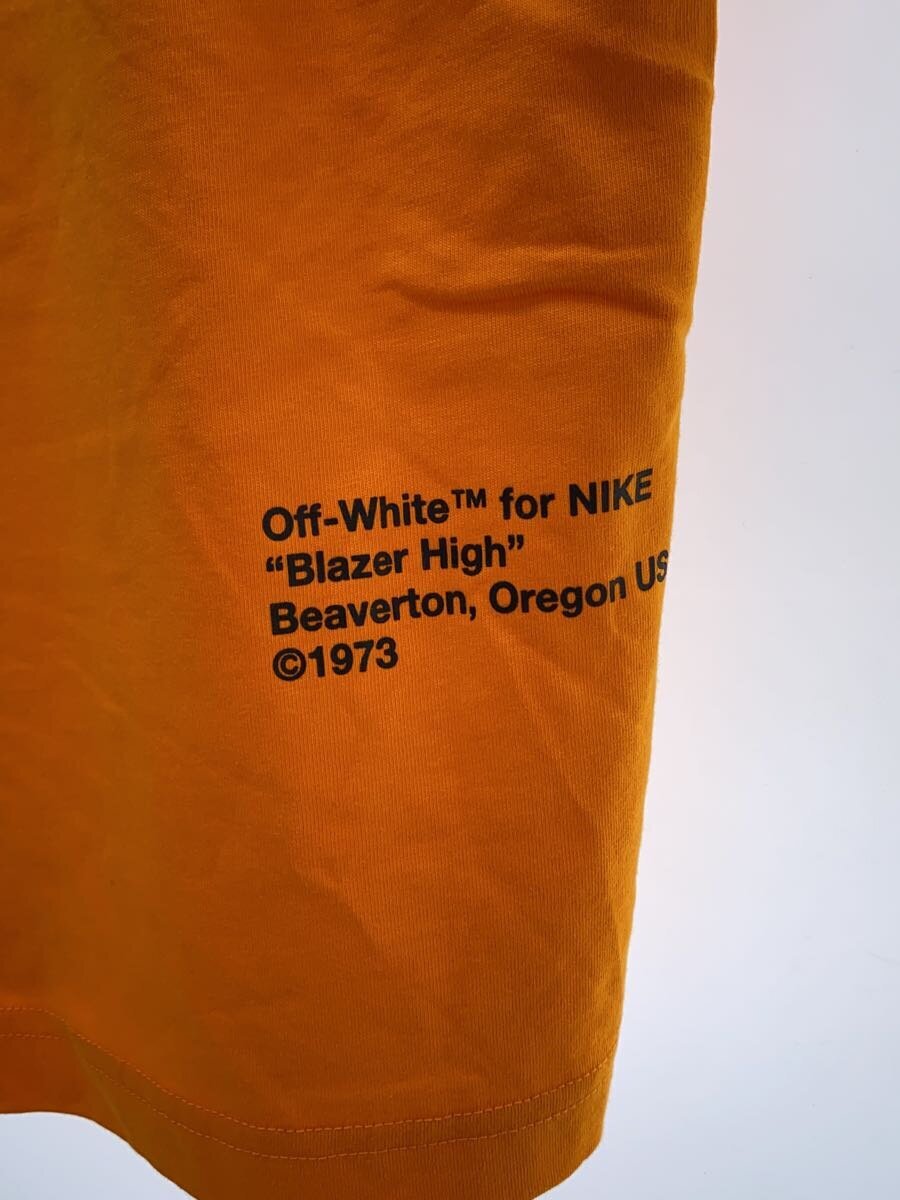 Off-White™ for NIKE
“Blazer High”
Beaverton, Oregon US
©1973